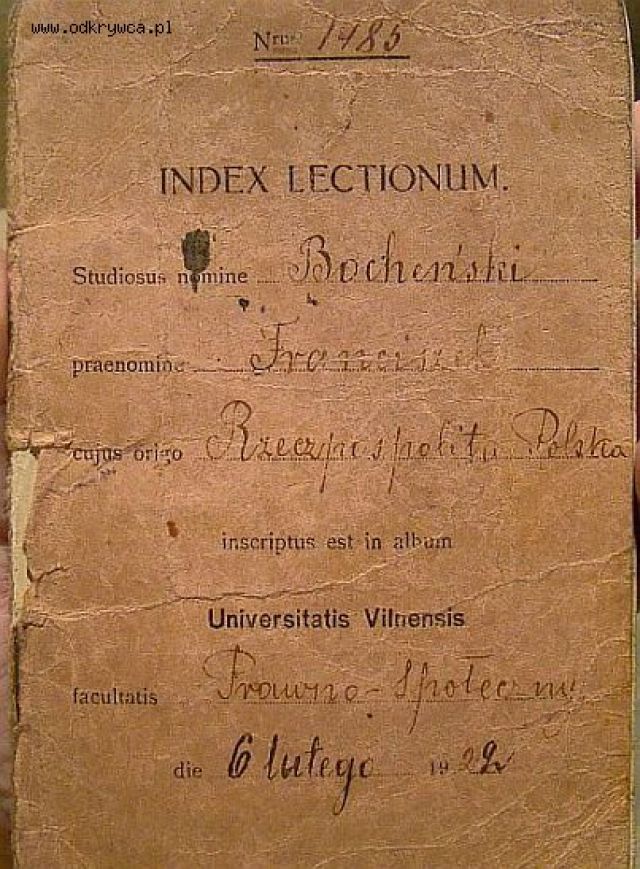 www.odkrywca.pl
Nrus 1485
INDEX LECTIONUM.
Studiosus nomine Bocheński
praenomine Franciszek
cujus origo Rzeczpospolita Polska
inscriptus est in album
Universitatis Vilnensis
facultatis Prawno-Społeczny
die 6 lutego 1922